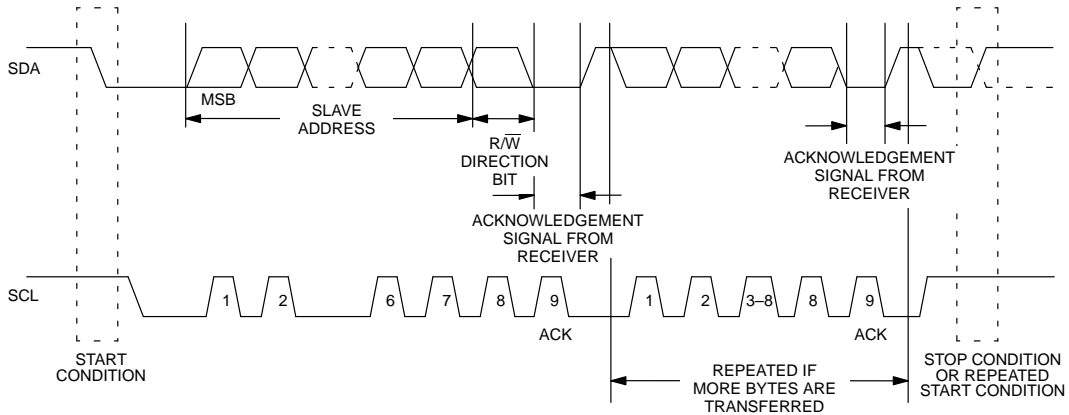 SDA
MSB
SLAVE
ADDRESS
R/W̅
DIRECTION
BIT
ACKNOWLEDGEMENT
SIGNAL FROM
RECEIVER
ACKNOWLEDGEMENT
SIGNAL FROM
RECEIVER
SCL
1 2 6 7 8 9 1 2 3–8 8 9
ACK ACK
START
CONDITION
REPEATED IF
MORE BYTES ARE
TRANSFERRED
STOP CONDITION
OR REPEATED
START CONDITION